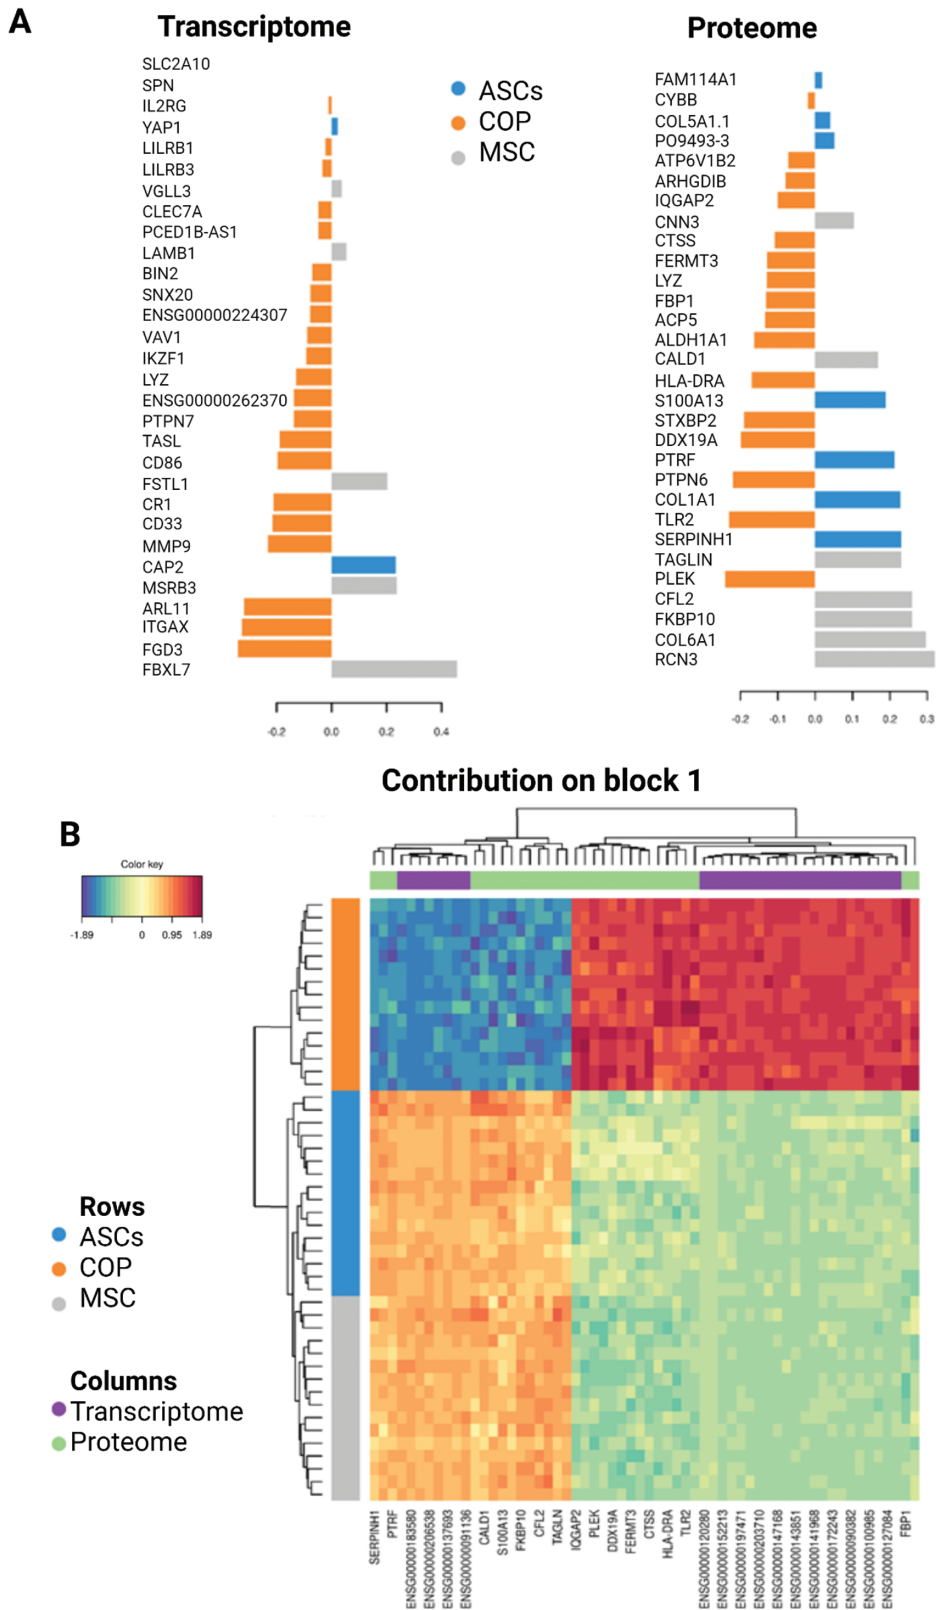 A
Transcriptome
Proteome
SLC2A10
SPN
IL2RG
YAP1
LILRB1
LILRB3
VGLL3
CLEC7A
PCED1B-AS1
LAMB1
BIN2
SNX20
ENSG00000224307
VAV1
IKZF1
LYZ
ENSG00000262370
PTPN7
TASL
CD86
FSTL1
CR1
CD33
MMP9
CAP2
MSRB3
ARL11
ITGAX
FGD3
FBXL7
-0.2 0.0 0.2 0.4
ASCs
COP
MSC
FAM114A1
CYBB
COL5A1.1
PO9493-3
ATP6V1B2
ARHGDIB
IQGAP2
CNN3
CTSS
FERMT3
LYZ
FBP1
ACP5
ALDH1A1
CALD1
HLA-DRA
S100A13
STXBP2
DDX19A
PTRF
PTPN6
COL1A1
TLR2
SERPINH1
TAGLIN
PLEK
CFL2
FKBP10
COL6A1
RCN3
-0.2 -0.1 0.0 0.1 0.2 0.3
Contribution on block 1
B
Color key
-1.89 0 0.95 1.89
Rows
ASCs
COP
MSC
Columns
Transcriptome
Proteome
SERPINH1
PTRF
ENSG00000183580
ENSG00000206538
ENSG00000137693
ENSG00000091136
CALD1
S100A13
FKBP10
CFL2
TAGLN
IQGAP2
PLEK
DDX19A
FERMT3
CTSS
HLA-DRA
TLR2
ENSG00000120280
ENSG00000152213
ENSG00000197471
ENSG00000203710
ENSG00000147168
ENSG00000143851
ENSG00000141968
ENSG00000172243
ENSG00000090382
ENSG00000100985
ENSG00000127084
FBP1